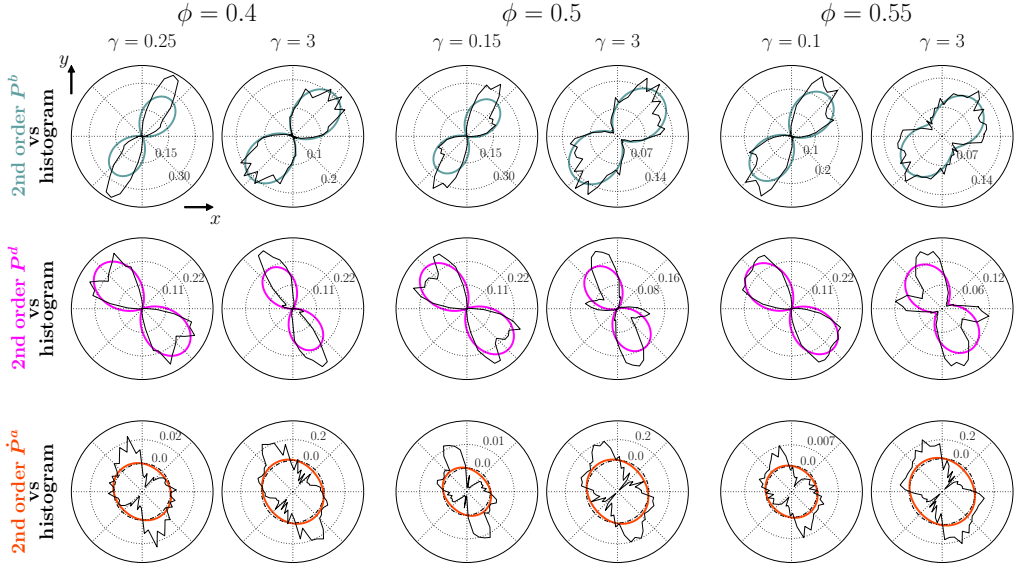 ϕ = 0.4 ϕ = 0.5 ϕ = 0.55
γ = 0.25 γ = 3 γ = 0.15 γ = 3 γ = 0.1 γ = 3
y
2nd order P^b
vs
histogram
0.15 0.1 0.15 0.07 0.1 0.07
0.30 0.2 0.30 0.14 0.2 0.14
x
2nd order P^d
vs
histogram
0.22 0.22 0.22 0.16 0.22 0.12
0.11 0.11 0.11 0.08 0.11 0.06
2nd order Ṗ^a
vs
histogram
0.02 0.2 0.01 0.2 0.007 0.2
0.0 0.0 0.0 0.0 0.0 0.0